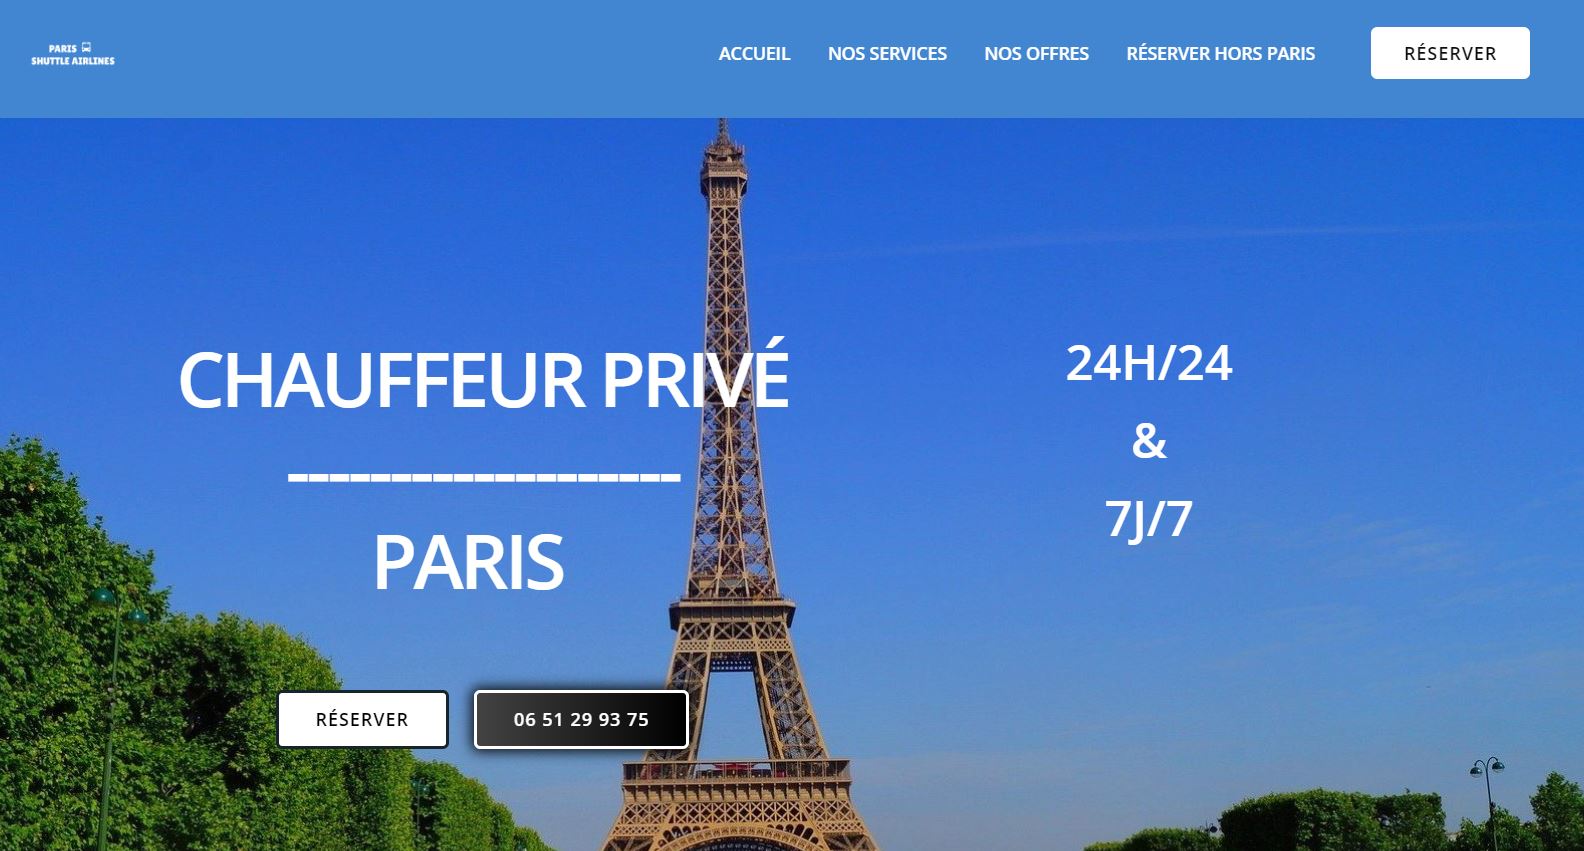 PARIS
SHUTTLE AIRLINES
ACCUEIL
NOS SERVICES
NOS OFFRES
RÉSERVER HORS PARIS
RÉSERVER
CHAUFFEUR PRIVÉ
___________________
PARIS
24H/24
&
7J/7
RÉSERVER
06 51 29 93 75